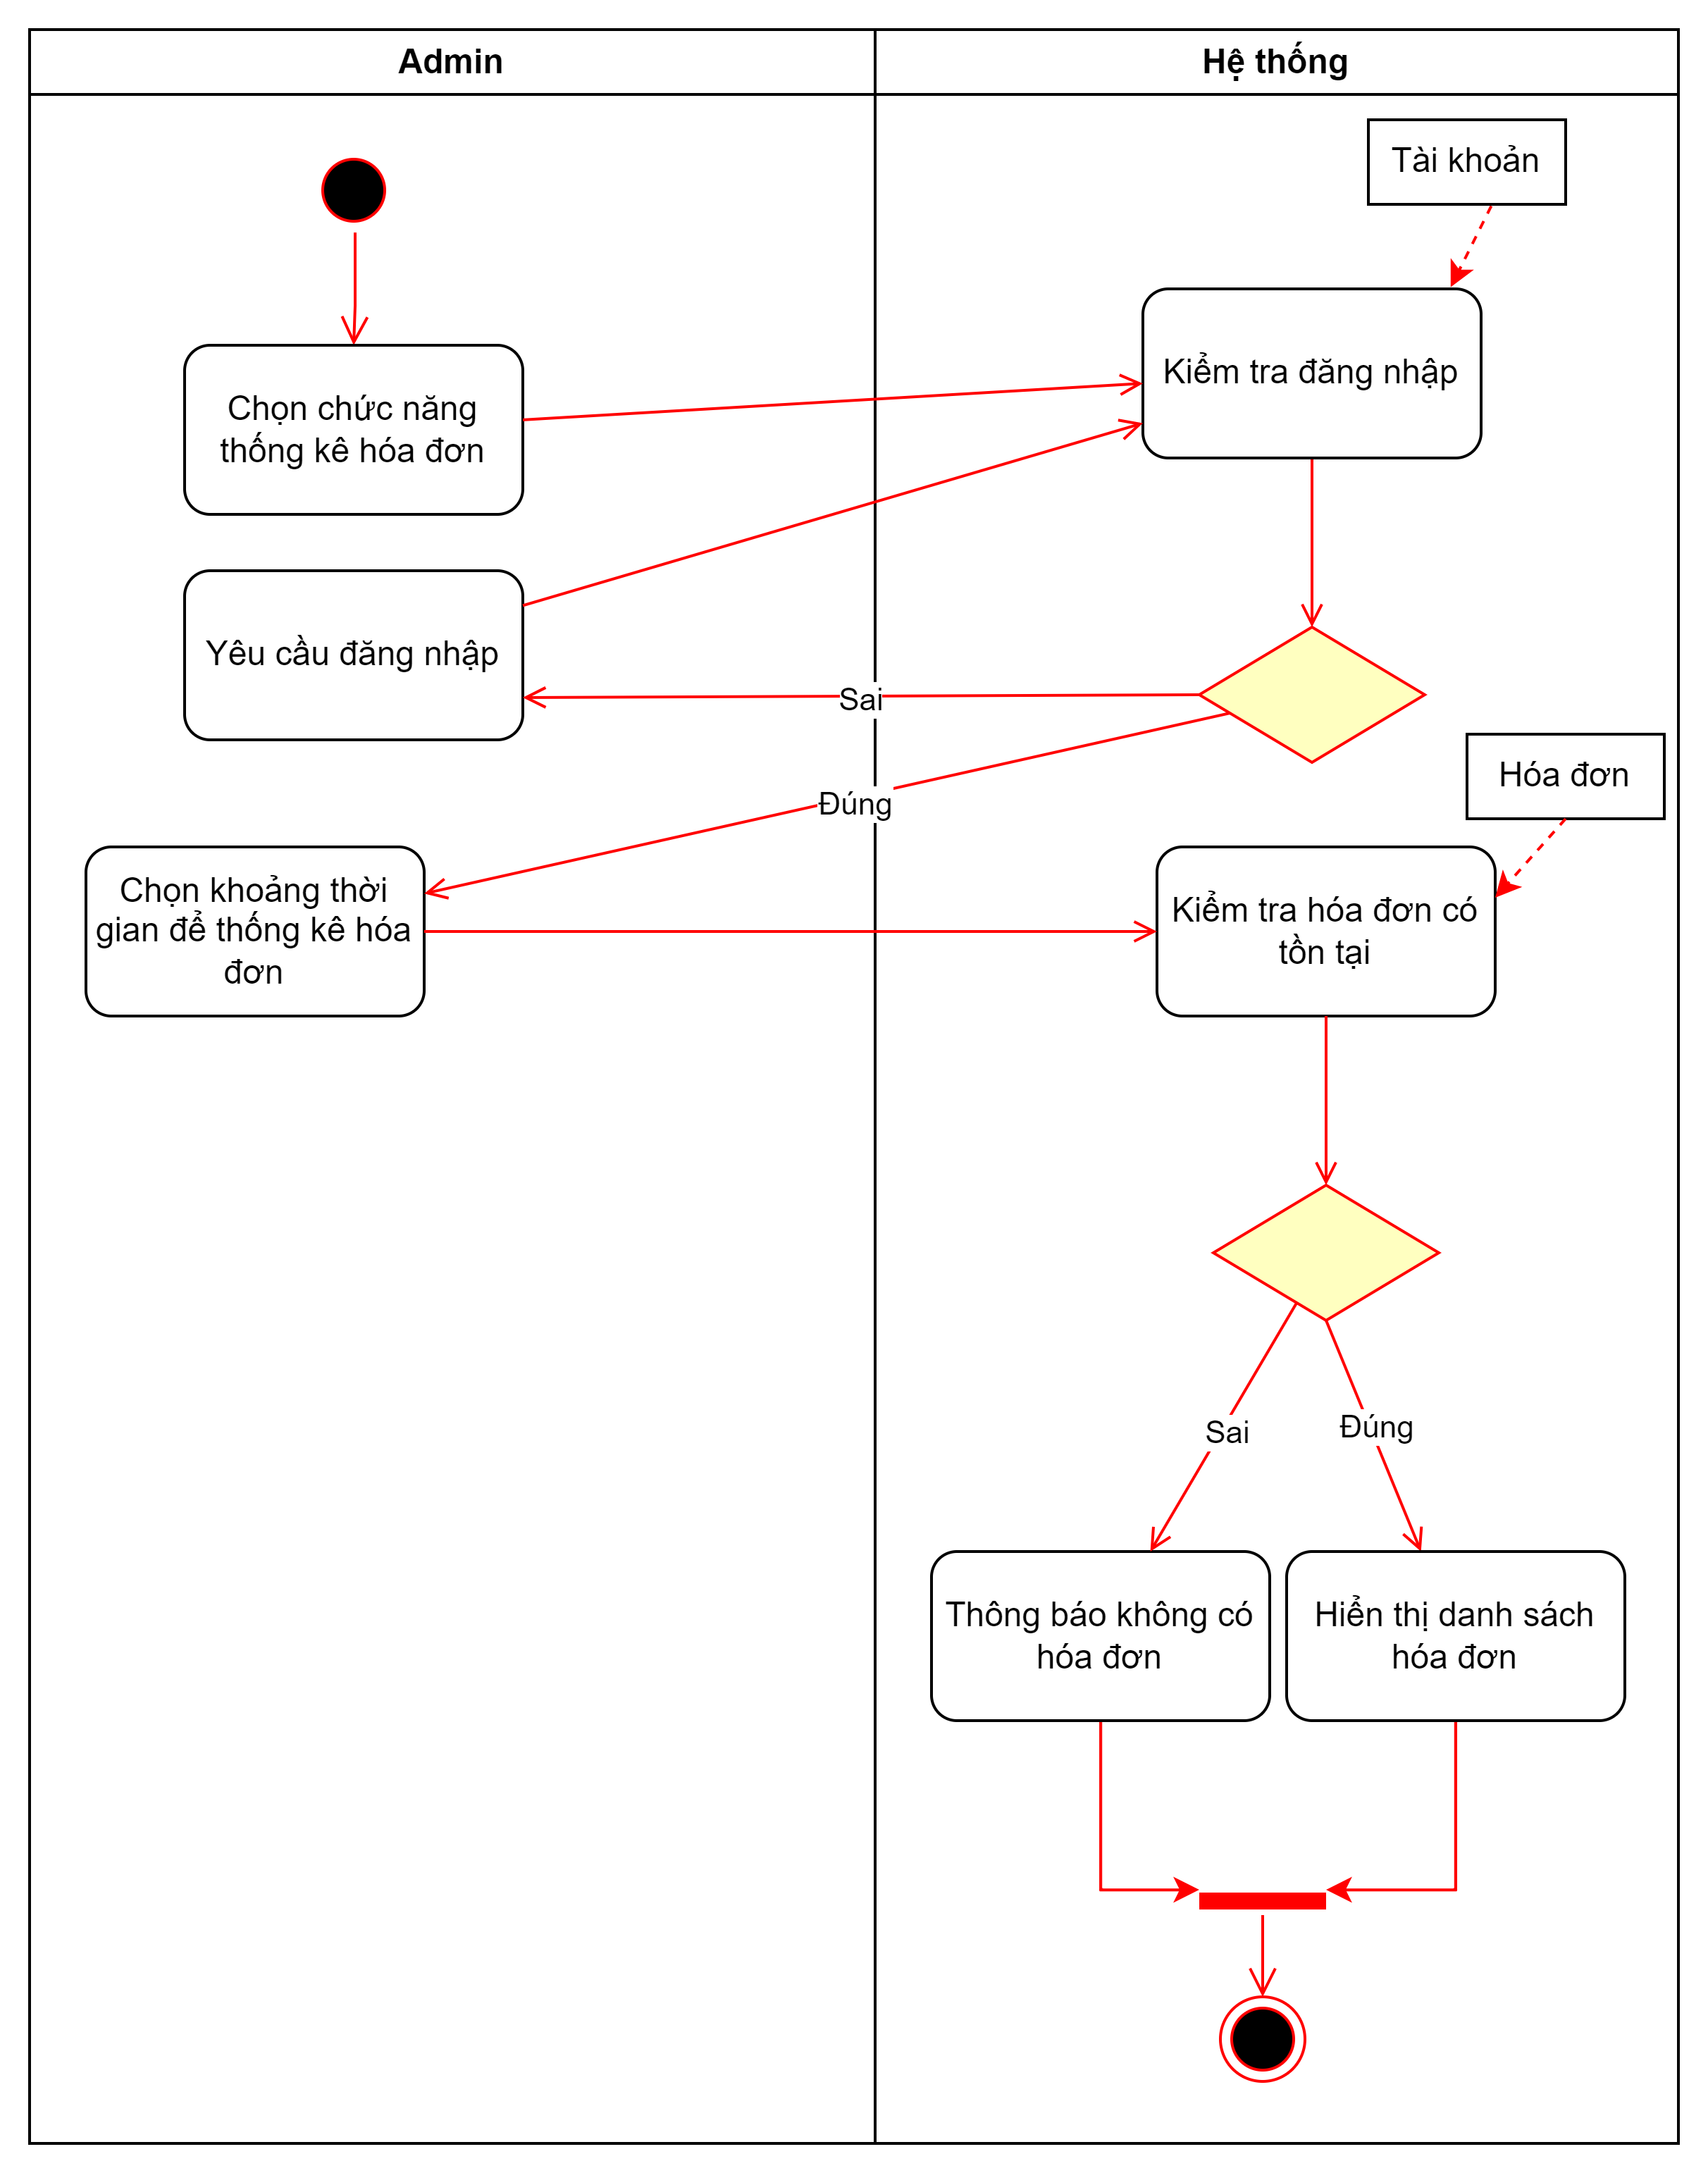 Admin
Hệ thống
Tài khoản
Kiểm tra đăng nhập
Chọn chức năng
thống kê hóa đơn
Yêu cầu đăng nhập
Sai
Hóa đơn
Đúng
Chọn khoảng thời
gian để thống kê hóa
đơn
Kiểm tra hóa đơn có
tồn tại
Sai
Đúng
Thông báo không có
hóa đơn
Hiển thị danh sách
hóa đơn